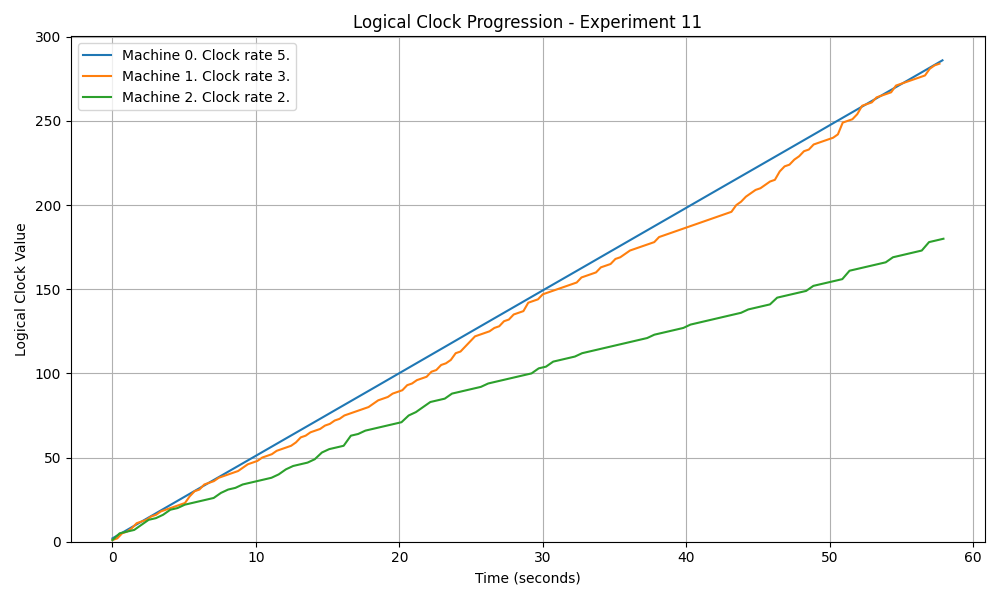 Logical Clock Progression - Experiment 11
Machine 0. Clock rate 5.
Machine 1. Clock rate 3.
Machine 2. Clock rate 2.
Logical Clock Value
300
250
200
150
100
50
0
0 10 20 30 40 50 60
Time (seconds)